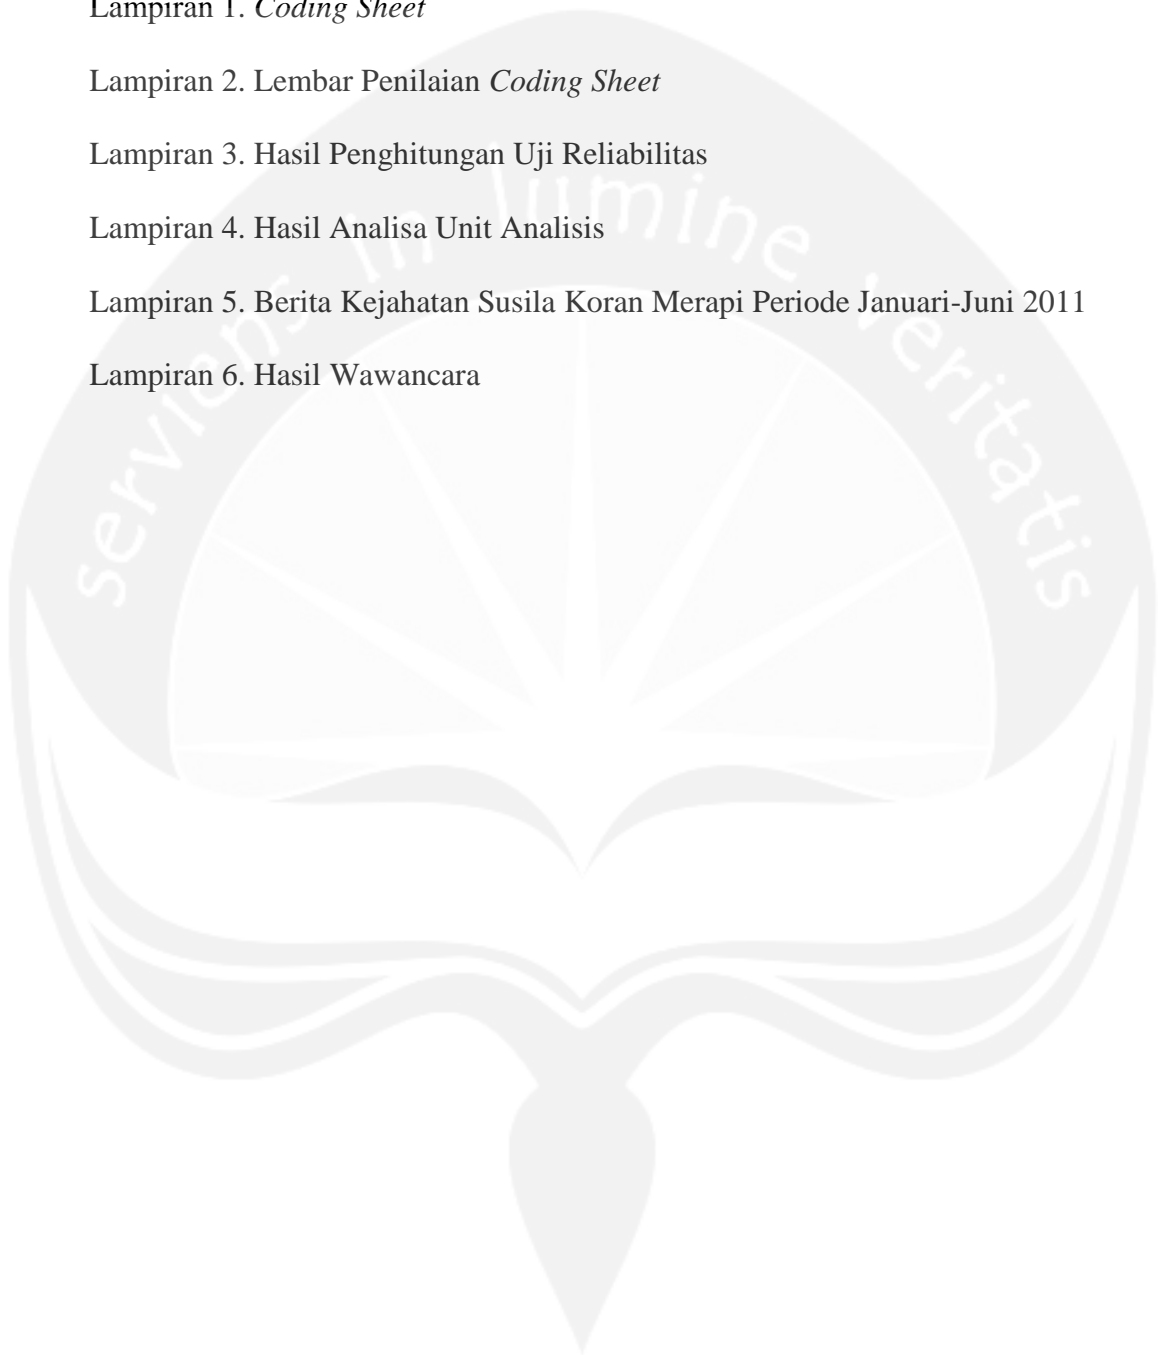 Lampiran 1. Coding Sheet
Lampiran 2. Lembar Penilaian Coding Sheet
Lampiran 3. Hasil Penghitungan Uji Reliabilitas
Lampiran 4. Hasil Analisa Unit Analisis
Lampiran 5. Berita Kejahatan Susila Koran Merapi Periode Januari-Juni 2011
Lampiran 6. Hasil Wawancara
serviens in lumine veritatis